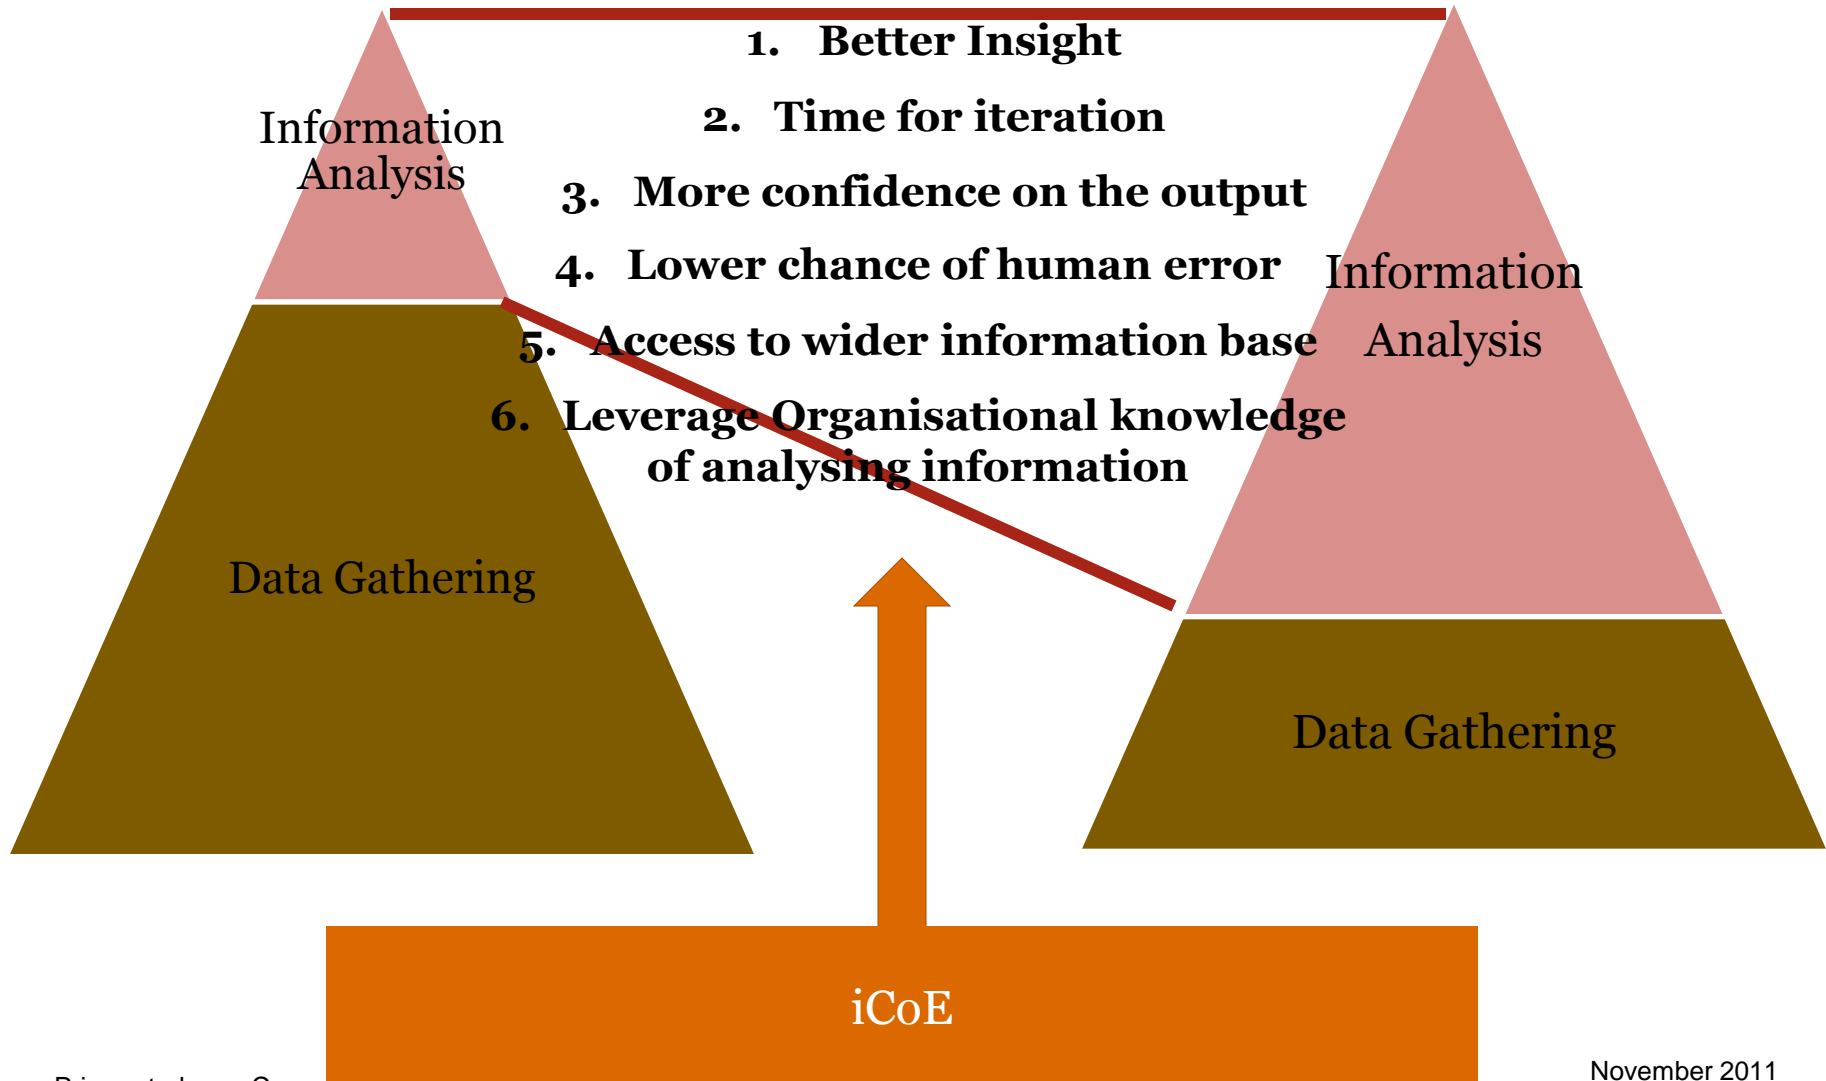 Information
Analysis
Data Gathering
1. Better Insight
2. Time for iteration
3. More confidence on the output
4. Lower chance of human error
5. Access to wider information base
6. Leverage Organisational knowledge
of analysing information
Information
Analysis
Data Gathering
iCoE
November 2011